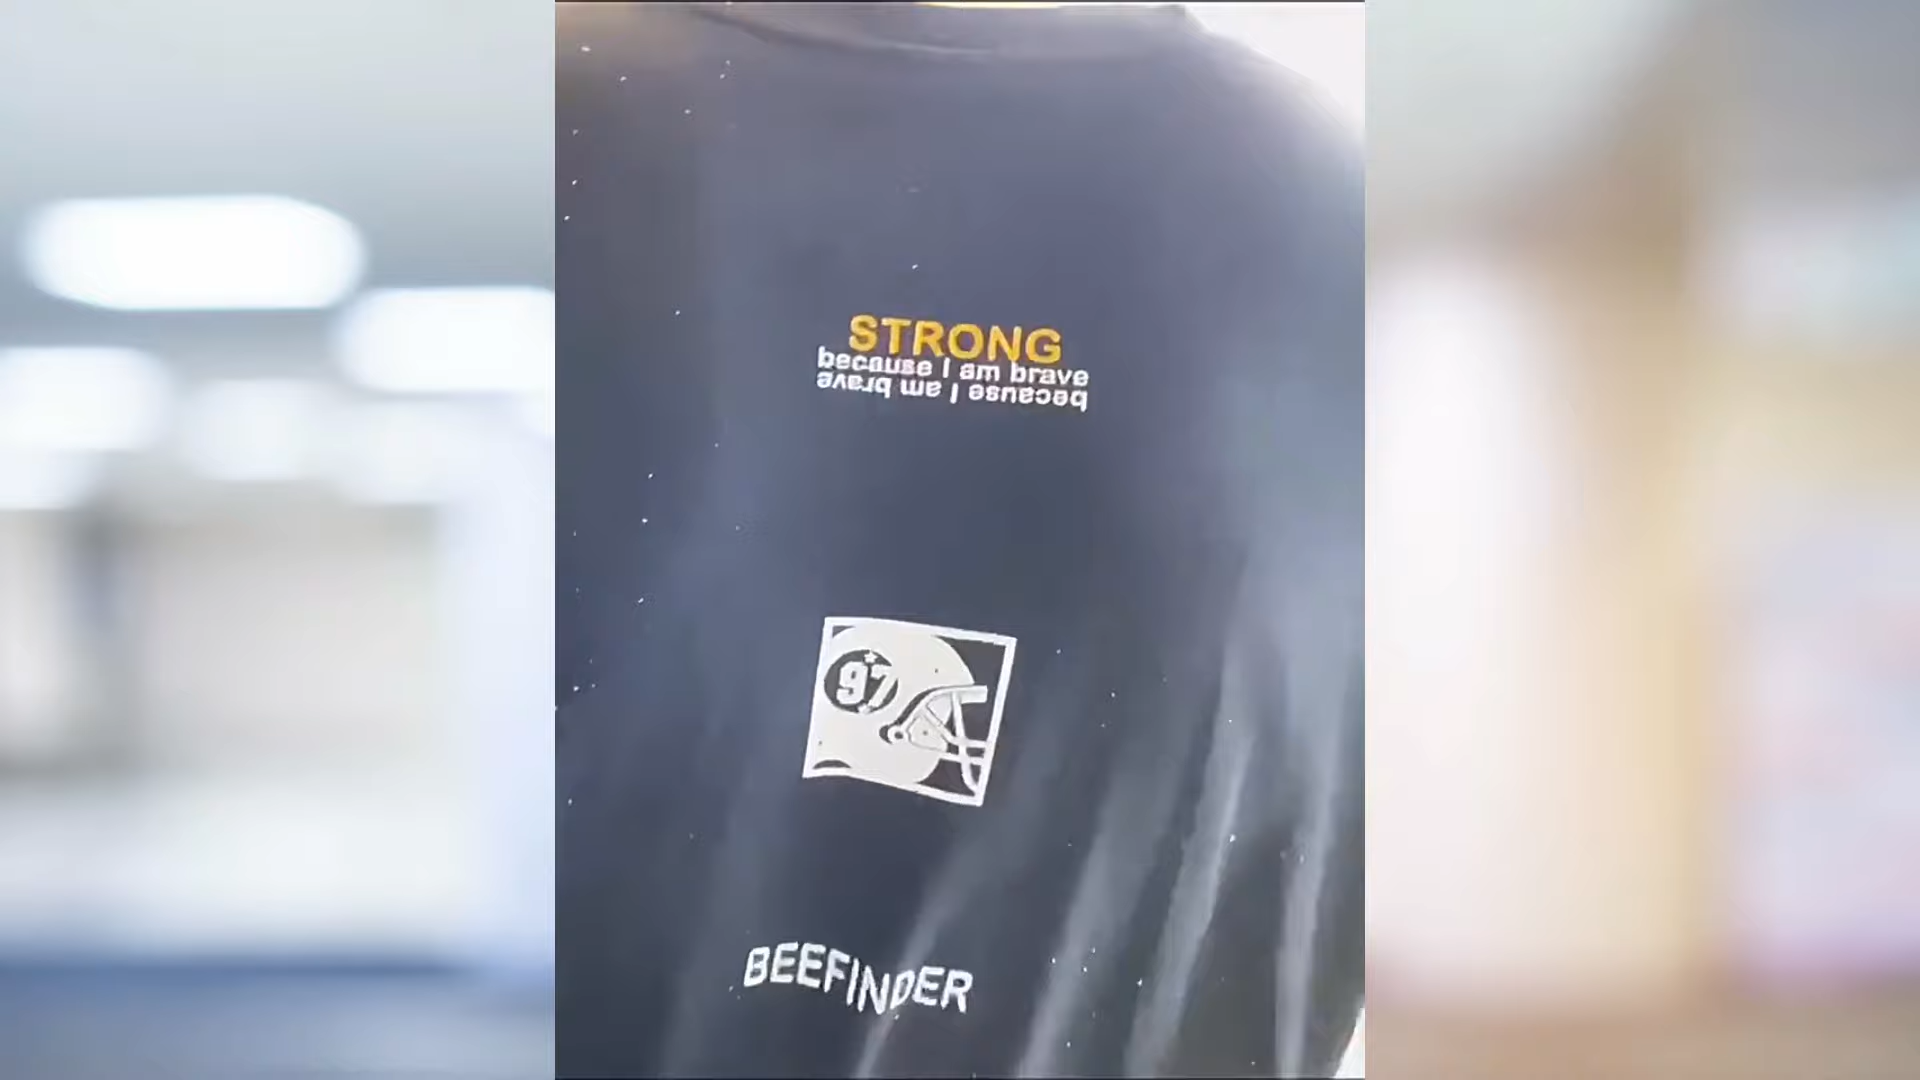 STRONG
because I am brave
because I am brave
97
BEEFINDER